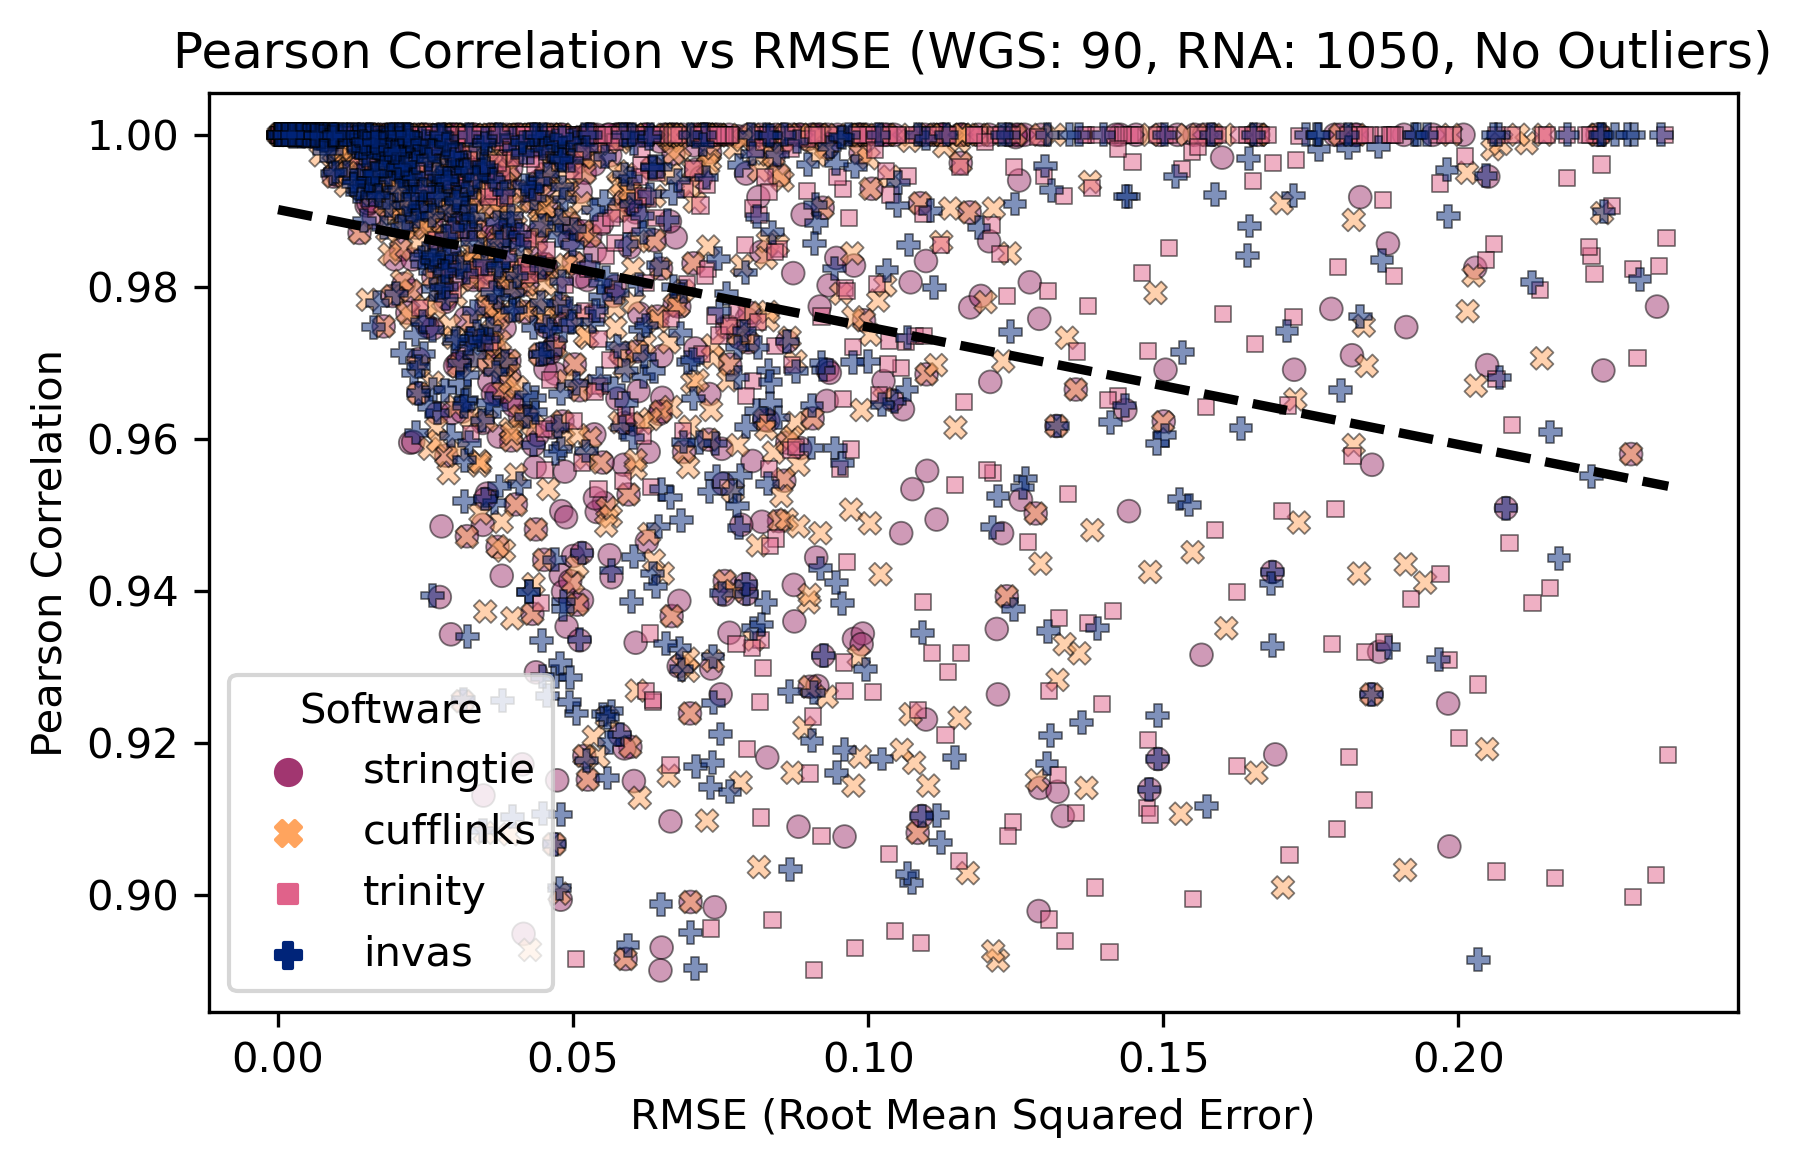 Pearson Correlation vs RMSE (WGS: 90, RNA: 1050, No Outliers)
Pearson Correlation
1.00
0.98
0.96
0.94
0.92
0.90
Software
stringtie
cufflinks
trinity
invas
0.00 0.05 0.10 0.15 0.20
RMSE (Root Mean Squared Error)